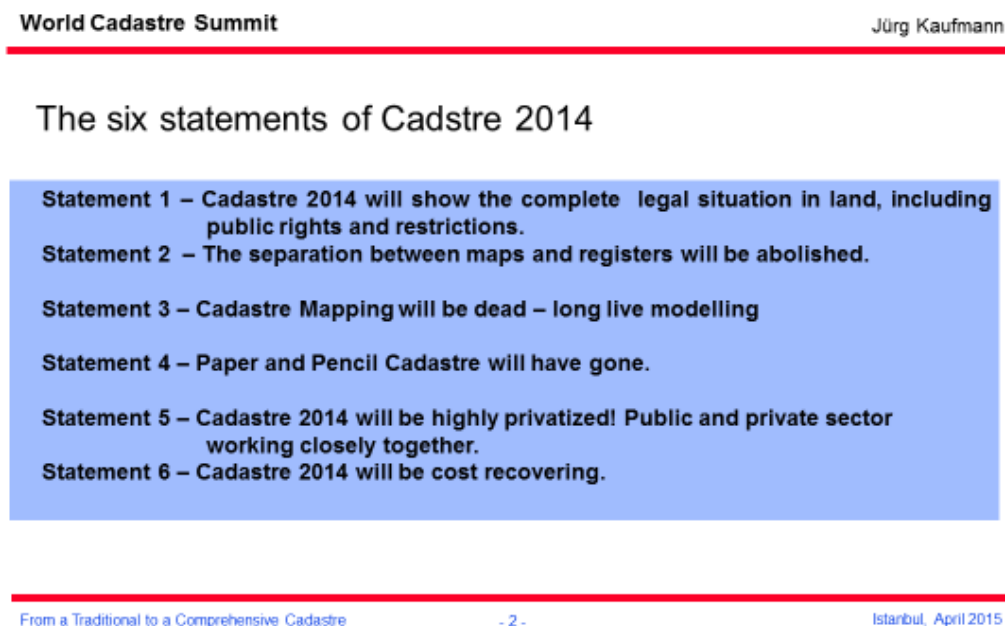 World Cadastre Summit
Jürg Kaufmann
The six statements of Cadstre 2014
Statement 1 – Cadastre 2014 will show the complete legal situation in land, including
public rights and restrictions.
Statement 2 – The separation between maps and registers will be abolished.
Statement 3 – Cadastre Mapping will be dead – long live modelling
Statement 4 – Paper and Pencil Cadastre will have gone.
Statement 5 – Cadastre 2014 will be highly privatized! Public and private sector
working closely together.
Statement 6 – Cadastre 2014 will be cost recovering.
From a Traditional to a Comprehensive Cadastre
- 2 -
Istanbul, April 2015